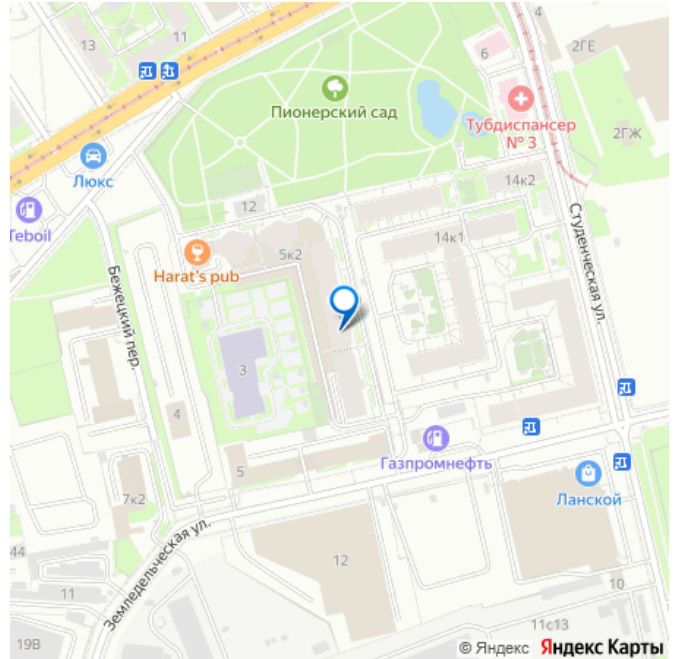 4
13
11
6
2ГЕ
Пионерский сад
Тубдиспансер
№ 3
2ГЖ
Люкс
14к2
Teboil
12
14к1
Студенческая ул.
5к2
Harat's pub
Бежецкий пер.
3
4
5
Газпромнефть
7к2
Ланской
Земледельческая ул.
44
12
10
11
11с13
19В
© Яндекс Яндекс Карты